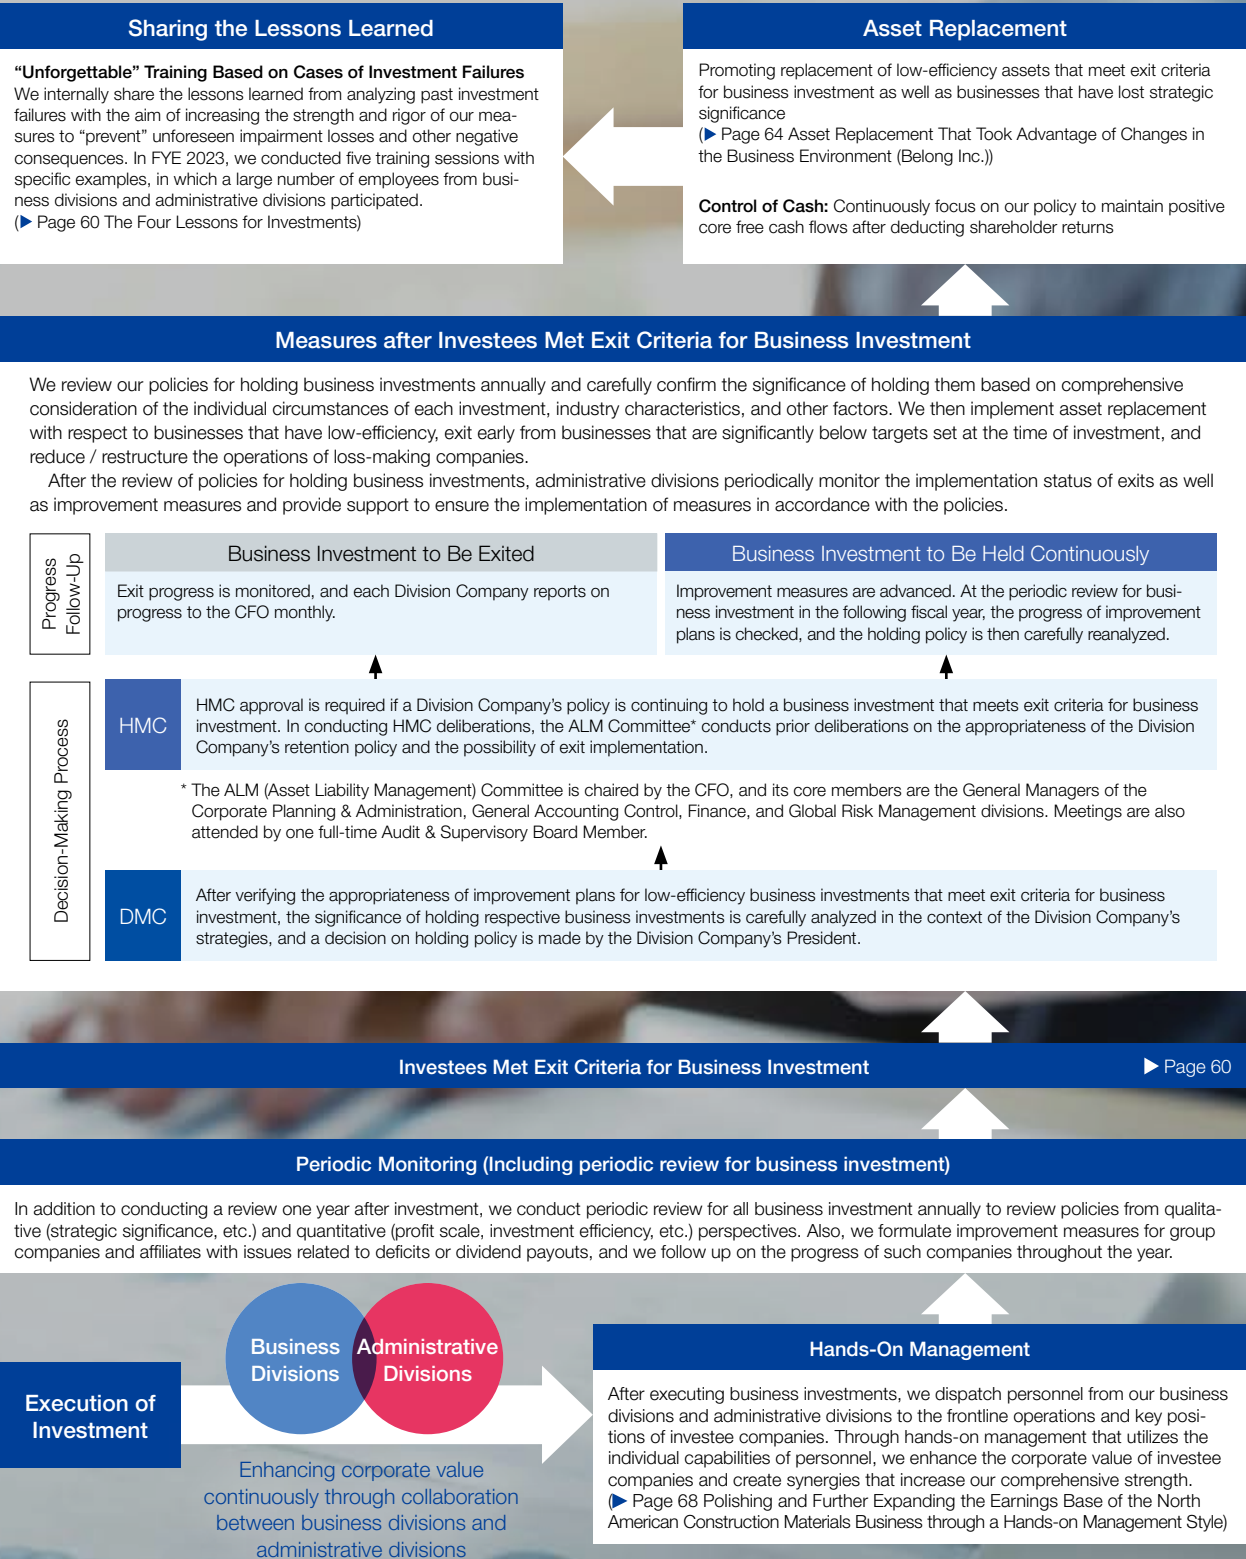 Sharing the Lessons Learned
“Unforgettable” Training Based on Cases of Investment Failures
We internally share the lessons learned from analyzing past investment
failures with the aim of increasing the strength and rigor of our mea-
sures to “prevent” unforeseen impairment losses and other negative
consequences. In FYE 2023, we conducted five training sessions with
specific examples, in which a large number of employees from busi-
ness divisions and administrative divisions participated.
(▶ Page 60 The Four Lessons for Investments)
Asset Replacement
Promoting replacement of low-efficiency assets that meet exit criteria
for business investment as well as businesses that have lost strategic
significance
(▶ Page 64 Asset Replacement That Took Advantage of Changes in
the Business Environment (Belong Inc.))
Control of Cash: Continuously focus on our policy to maintain positive
core free cash flows after deducting shareholder returns
Measures after Investees Met Exit Criteria for Business Investment
We review our policies for holding business investments annually and carefully confirm the significance of holding them based on comprehensive
consideration of the individual circumstances of each investment, industry characteristics, and other factors. We then implement asset replacement
with respect to businesses that have low-efficiency, exit early from businesses that are significantly below targets set at the time of investment, and
reduce / restructure the operations of loss-making companies.
After the review of policies for holding business investments, administrative divisions periodically monitor the implementation status of exits as well
as improvement measures and provide support to ensure the implementation of measures in accordance with the policies.
Progress
Follow-Up
Business Investment to Be Exited
Exit progress is monitored, and each Division Company reports on
progress to the CFO monthly.
Business Investment to Be Held Continuously
Improvement measures are advanced. At the periodic review for busi-
ness investment in the following fiscal year, the progress of improvement
plans is checked, and the holding policy is then carefully reanalyzed.
Decision-Making Process
HMC
HMC approval is required if a Division Company’s policy is continuing to hold a business investment that meets exit criteria for business
investment. In conducting HMC deliberations, the ALM Committee* conducts prior deliberations on the appropriateness of the Division
Company’s retention policy and the possibility of exit implementation.
* The ALM (Asset Liability Management) Committee is chaired by the CFO, and its core members are the General Managers of the
Corporate Planning & Administration, General Accounting Control, Finance, and Global Risk Management divisions. Meetings are also
attended by one full-time Audit & Supervisory Board Member.
DMC
After verifying the appropriateness of improvement plans for low-efficiency business investments that meet exit criteria for business
investment, the significance of holding respective business investments is carefully analyzed in the context of the Division Company’s
strategies, and a decision on holding policy is made by the Division Company’s President.
Investees Met Exit Criteria for Business Investment
▶ Page 60
Periodic Monitoring (Including periodic review for business investment)
In addition to conducting a review one year after investment, we conduct periodic review for all business investment annually to review policies from qualita-
tive (strategic significance, etc.) and quantitative (profit scale, investment efficiency, etc.) perspectives. Also, we formulate improvement measures for group
companies and affiliates with issues related to deficits or dividend payouts, and we follow up on the progress of such companies throughout the year.
Execution of
Investment
Business
Divisions
Administrative
Divisions
Enhancing corporate value
continuously through collaboration
between business divisions and
administrative divisions
Hands-On Management
After executing business investments, we dispatch personnel from our business
divisions and administrative divisions to the frontline operations and key posi-
tions of investee companies. Through hands-on management that utilizes the
individual capabilities of personnel, we enhance the corporate value of investee
companies and create synergies that increase our comprehensive strength.
(▶ Page 68 Polishing and Further Expanding the Earnings Base of the North
American Construction Materials Business through a Hands-on Management Style)